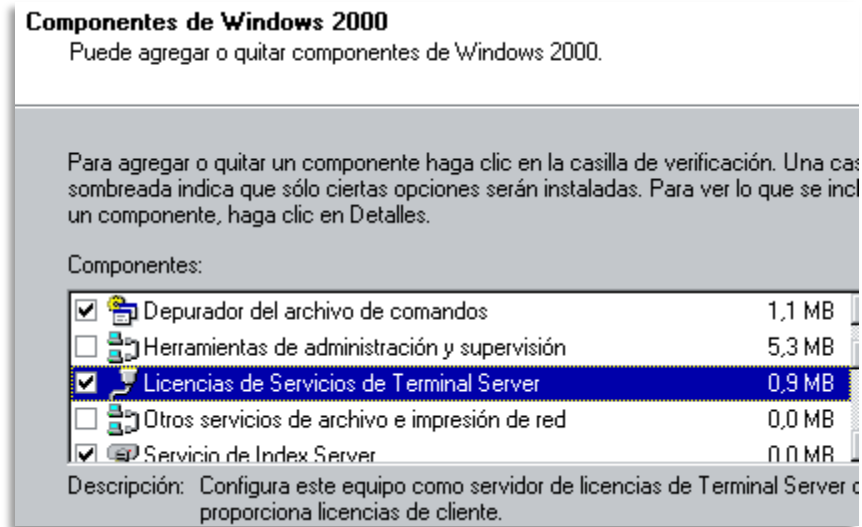 Componentes de Windows 2000
Puede agregar o quitar componentes de Windows 2000.
Para agregar o quitar un componente haga clic en la casilla de verificación. Una
sombreada indica que sólo ciertas opciones serán instaladas. Para ver lo que se
un componente, haga clic en Detalles.
Componentes:
Depurador del archivo de comandos 1,1 MB
Herramientas de administración y supervisión 5,3 MB
Licencias de Servicios de Terminal Server 0,9 MB
Otros servicios de archivo e impresión de red 0,0 MB
Servicio de Index Server 0,0 MB
Descripción: Configura este equipo como servidor de licencias de Terminal Server
proporciona licencias de cliente.